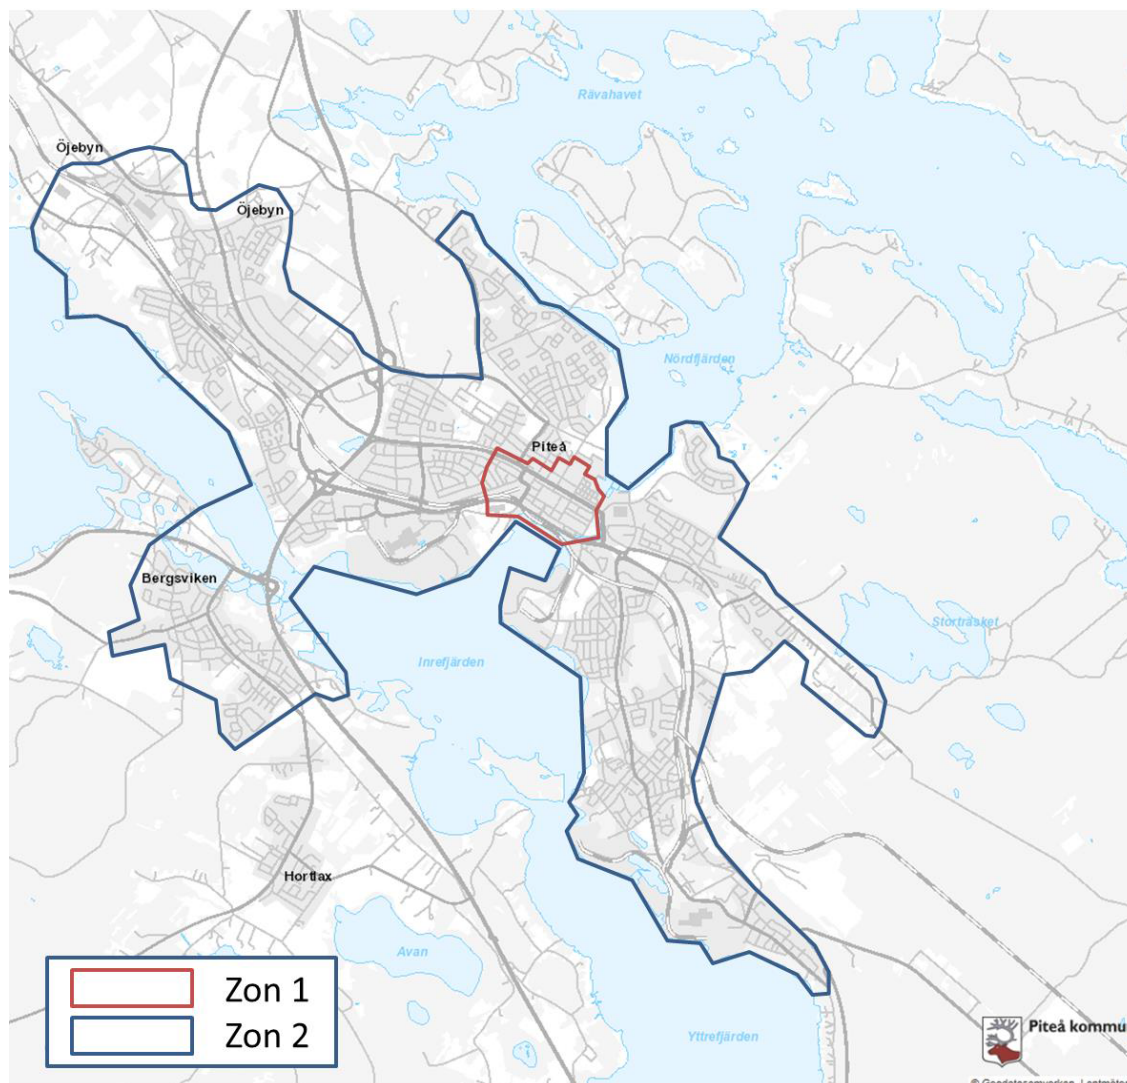 Rävahavet
Öjebyn
Öjebyn
Nördfjärden
Piteå
Bergsviken
Storträsket
Inrefjärden
Hortlax
Avan
Zon 1
Zon 2
Yttrefjärden
Piteå kommu